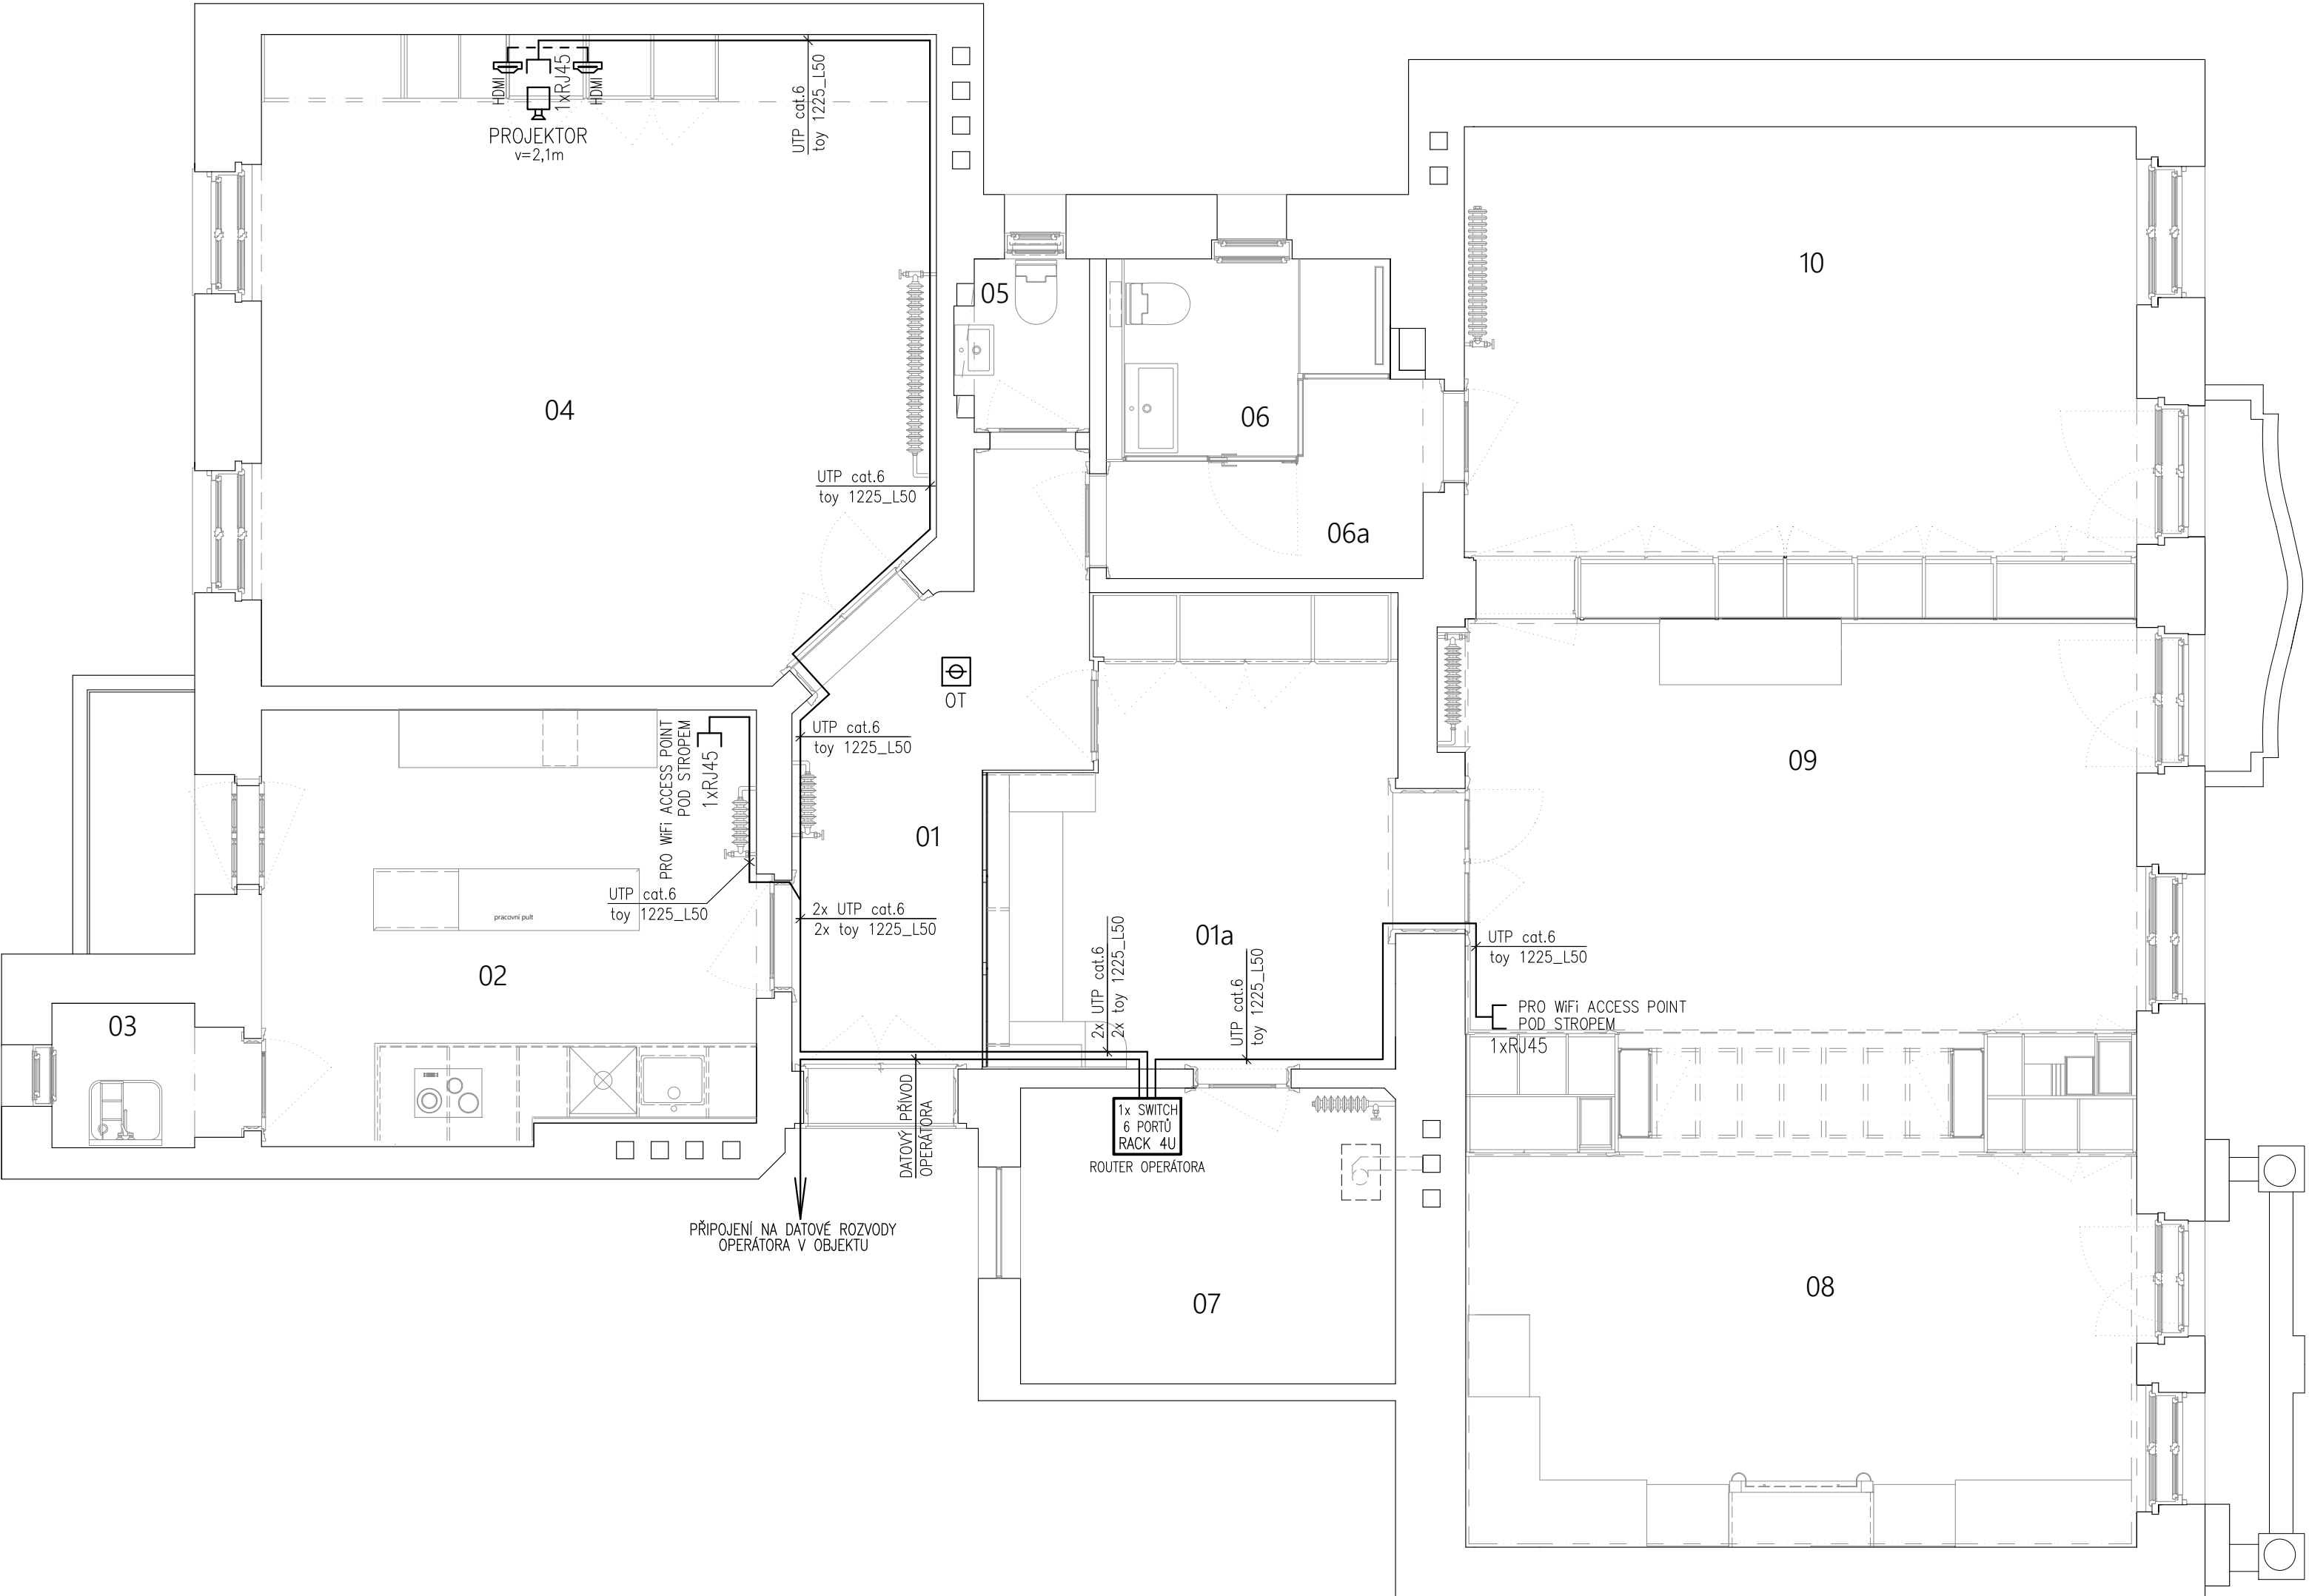 HDMI
1xRJ45
HDMI
PROJEKTOR
v=2,1m
UTP cat.6
toy 1225_L50
10
05
04
06
UTP cat.6
toy 1225_L50
06a
OT
UTP cat.6
toy 1225_L50
PRO WiFi ACCESS POINT
POD STROPEM
1xRJ45
09
01
UTP cat.6
toy 1225_L50
pracovní pult
2x UTP cat.6
2x toy 1225_L50
01a
2x UTP cat.6
2x toy 1225_L50
UTP cat.6
toy 1225_L50
UTP cat.6
toy 1225_L50
02
PRO WiFi ACCESS POINT
POD STROPEM
1xRJ45
03
DATOVÝ PŘÍVOD
OPERÁTORA
1x SWITCH
6 PORTŮ
RACK 4U
ROUTER OPERÁTORA
PŘIPOJENÍ NA DATOVÉ ROZVODY
OPERÁTORA V OBJEKTU
07
08